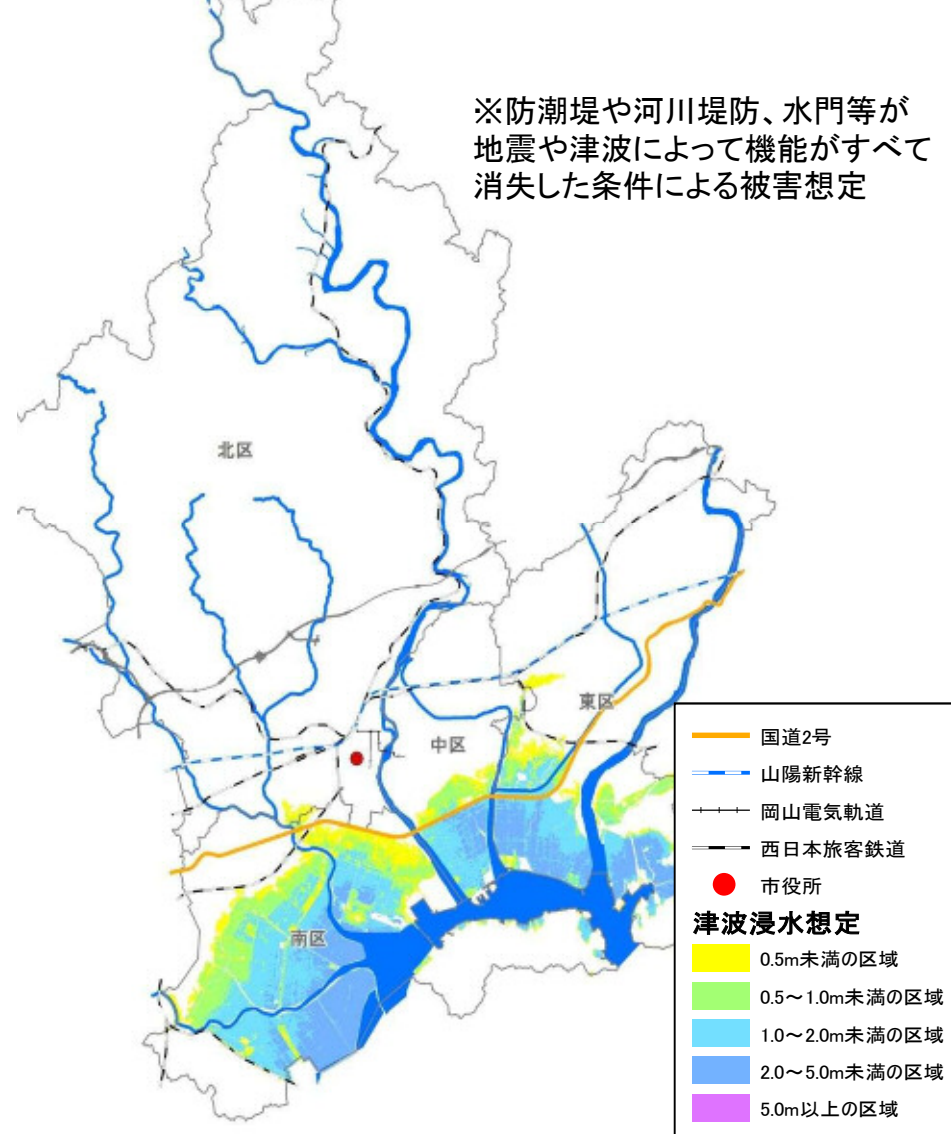 ※防潮堤や河川堤防、水門等が
地震や津波によって機能がすべて
消失した条件による被害想定
北区
東区
中区
南区
国道2号
山陽新幹線
岡山電気軌道
西日本旅客鉄道
市役所
津波浸水想定
0.5m未満の区域
0.5～1.0m未満の区域
1.0～2.0m未満の区域
2.0～5.0m未満の区域
5.0m以上の区域